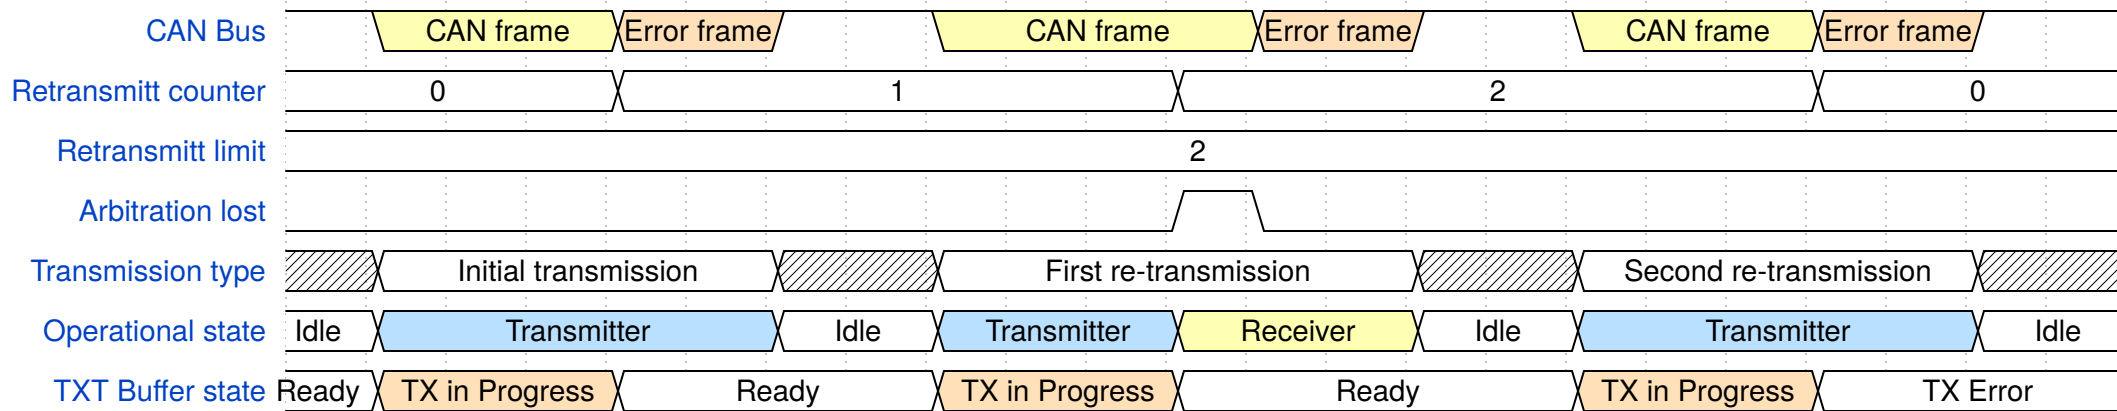 CAN Bus CAN frame Error frame CAN frame Error frame CAN frame Error frame
Retransmitt counter 0 1 2 0
Retransmitt limit 2
Arbitration lost
Transmission type Initial transmission First re-transmission Second re-transmission
Operational state Idle Transmitter Idle Transmitter Receiver Idle Transmitter Idle
TXT Buffer state Ready TX in Progress Ready TX in Progress Ready TX in Progress TX Error